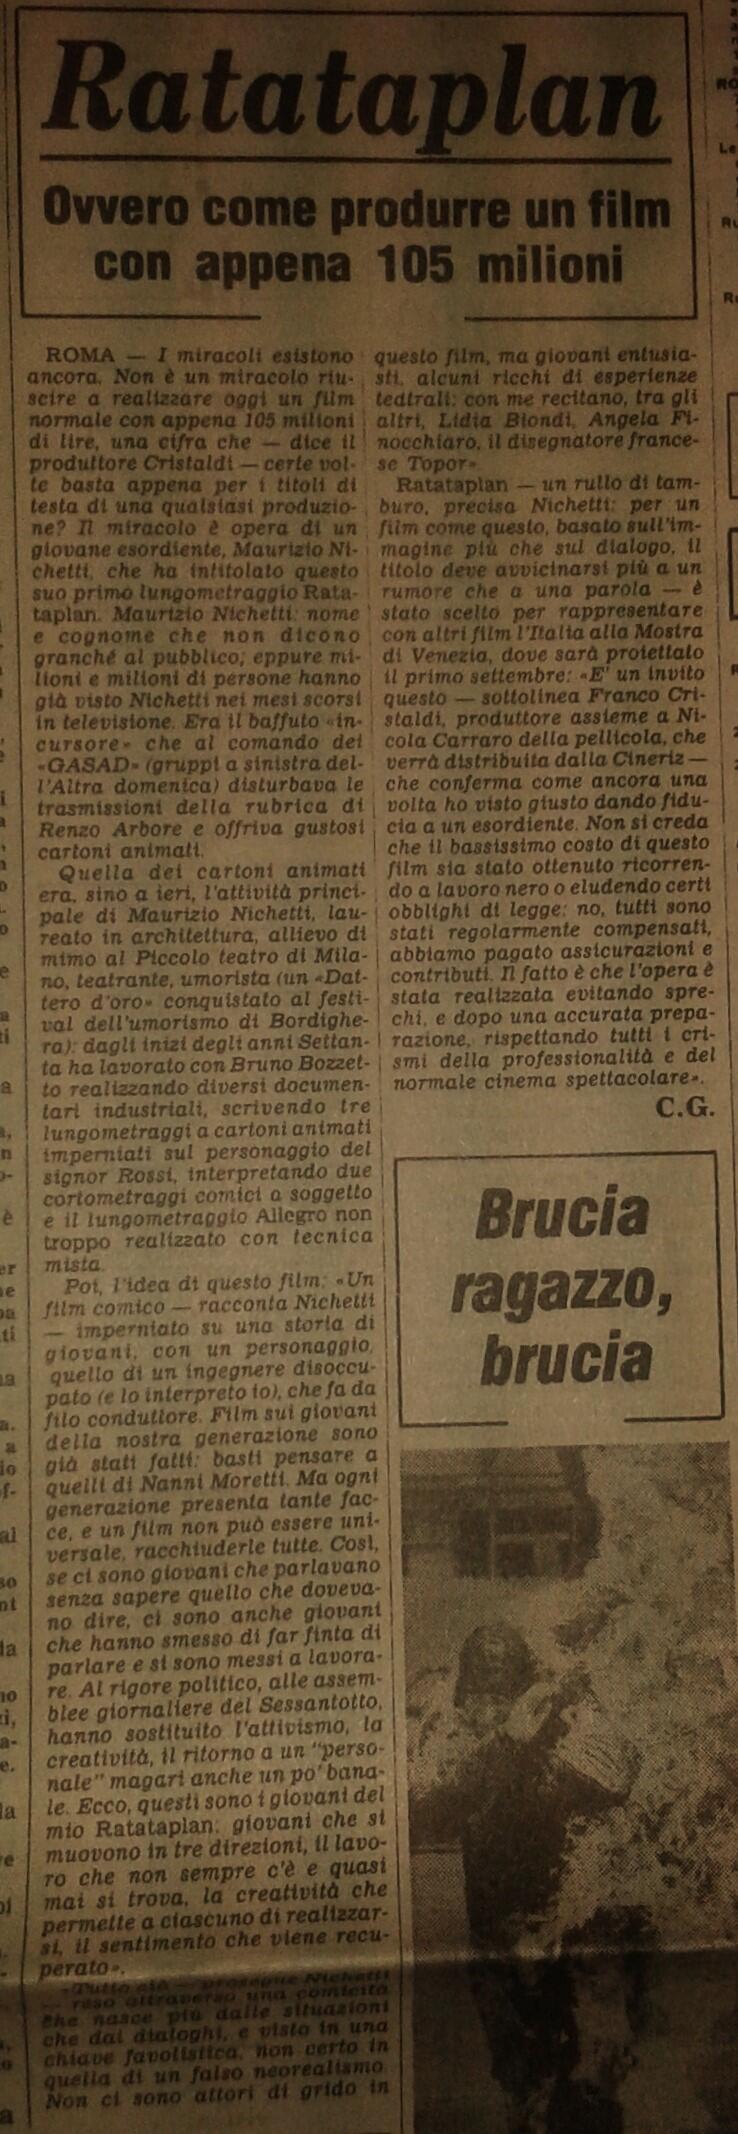 Ratataplan
Ovvero come produrre un film
con appena 105 milioni
ROMA — I miracoli esistono
ancora. Non è un miracolo riu-
scire a realizzare oggi un film
normale con appena 105 milioni
di lire, una cifra che — dice il
produttore Cristaldi — certe vol-
te basta appena per i titoli di
testa di una qualsiasi produzio-
ne? Il miracolo è opera di un
giovane esordiente, Maurizio Ni-
chetti, che ha intitolato questo
suo primo lungometraggio Rata-
taplan. Maurizio Nichetti: nome
e cognome che non dicono
granché al pubblico; eppure mi-
lioni e milioni di persone hanno
già visto Nichetti nei mesi scorsi
in televisione. Era il baffuto «in-
cursore» che al comando dei
«GASAD» (gruppi a sinistra del-
l'Altra domenica) disturbava le
trasmissioni della rubrica di
Renzo Arbore e offriva gustosi
cartoni animati.
Quella dei cartoni animati
era, sino a ieri, l'attività princi-
pale di Maurizio Nichetti, lau-
reato in architettura, allievo di
mimo al Piccolo teatro di Mila-
no, teatrante, umorista (un «Dat-
tero d'oro» conquistato al festi-
val dell'umorismo di Bordighe-
ra): dagli inizi degli anni Settan-
ta ha lavorato con Bruno Bozzet-
to realizzando diversi documen-
tari industriali, scrivendo tre
lungometraggi a cartoni animati
imperniati sul personaggio del
signor Rossi, interpretando due
cortometraggi comici a soggetto
e il lungometraggio Allegro non
troppo realizzato con tecnica
mista.
Poi, l'idea di questo film: «Un
film comico — racconta Nichetti
— imperniato su una storia di
giovani, con un personaggio,
quello di un ingegnere disoccu-
pato (e lo interpreto io), che fa da
filo conduttore. Film sui giovani
della nostra generazione sono
già stati fatti: basti pensare a
quelli di Nanni Moretti. Ma ogni
generazione presenta tante fac-
ce, e un film non può essere uni-
versale, racchiuderle tutte. Così,
se ci sono giovani che parlavano
senza sapere quello che doveva-
no dire, ci sono anche giovani
che hanno smesso di far finta di
parlare e si sono messi a lavora-
re. Al rigore politico, alle assem-
blee giornaliere del Sessantotto,
hanno sostituito l'attivismo, la
creatività, il ritorno a un "perso-
nale" magari anche un po' bana-
le. Ecco, questi sono i giovani del
mio Ratataplan: giovani che si
muovono in tre direzioni, il lavo-
ro che non sempre c'è e quasi
mai si trova, la creatività che
permette a ciascuno di realizzar-
si, il sentimento che viene recu-
perato».
«Tutto ciò — prosegue Nichetti
— reso attraverso una comicità
che nasce più dalle situazioni
che dai dialoghi, e visto in una
chiave favolistica, non certo in
quella di un falso neorealismo.
Non ci sono attori di grido in
questo film, ma giovani entusia-
sti, alcuni ricchi di esperienze
teatrali: con me recitano, tra gli
altri, Lidia Biondi, Angela Fi-
nocchiaro, il disegnatore france-
se Topor»
Ratataplan — un rullo di tam-
buro, precisa Nichetti: per un
film come questo, basato sull'im-
magine più che sul dialogo, il
titolo deve avvicinarsi più a un
rumore che a una parola — è
stato scelto per rappresentare
con altri film l'Italia alla Mostra
di Venezia, dove sarà proiettato
il primo settembre: «E' un invito
questo — sottolinea Franco Cri-
staldi, produttore assieme a Ni-
cola Carraro della pellicola, che
verrà distribuita dalla Cineriz —
che conferma come ancora una
volta ho visto giusto dando fidu-
cia a un esordiente. Non si creda
che il bassissimo costo di questo
film sia stato ottenuto ricorren-
do a lavoro nero o eludendo certi
obblighi di legge: no, tutti sono
stati regolarmente compensati,
abbiamo pagato assicurazioni e
contributi. Il fatto è che l'opera è
stata realizzata evitando spre-
chi, e dopo una accurata prepa-
razione, rispettando tutti i cri-
smi della professionalità e del
normale cinema spettacolare».
C.G.
Brucia
ragazzo,
brucia